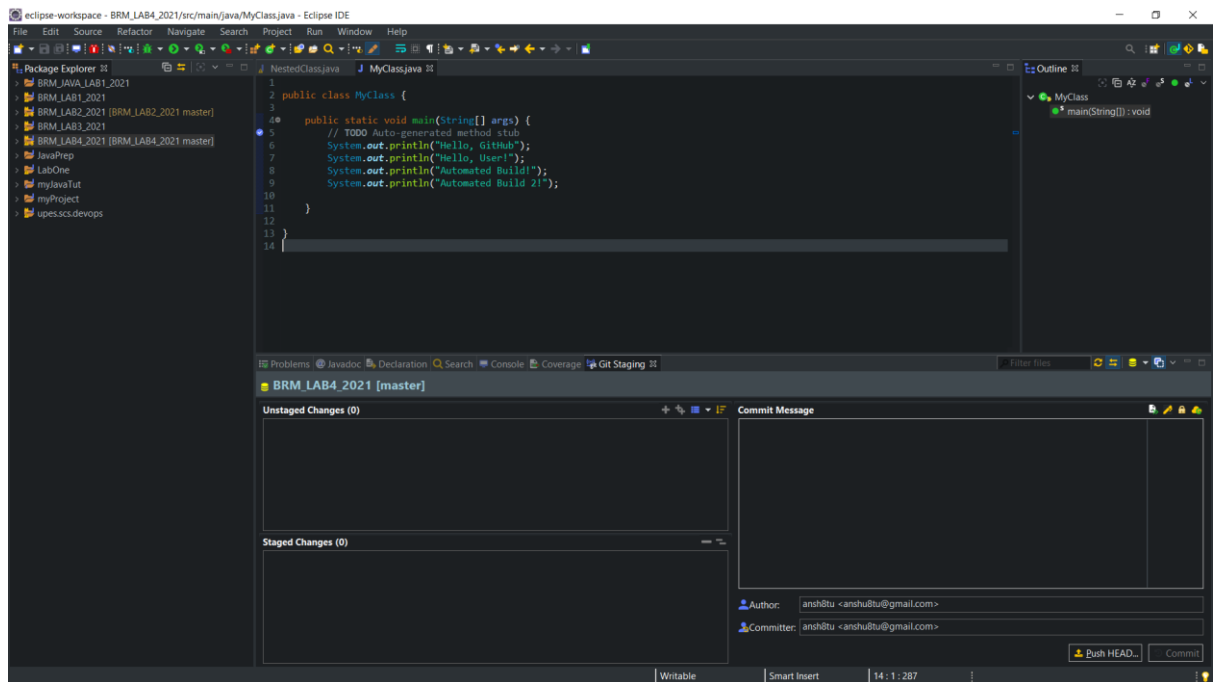 eclipse-workspace - BRM_LAB4_2021/src/main/java/MyClass.java - Eclipse IDE
File Edit Source Refactor Navigate Search Project Run Window Help
Package Explorer
BRM_JAVA_LAB1_2021
BRM_LAB1_2021
BRM_LAB2_2021 [BRM_LAB2_2021 master]
BRM_LAB3_2021
BRM_LAB4_2021 [BRM_LAB4_2021 master]
JavaPrep
LabOne
myJavaTut
myProject
upes.scs.devops
NestedClass.java MyClass.java
1
2 public class MyClass {
3
4 public static void main(String[] args) {
5 // TODO Auto-generated method stub
6 System.out.println("Hello, GitHub");
7 System.out.println("Hello, User!");
8 System.out.println("Automated Build!");
9 System.out.println("Automated Build 2!");
10
11 }
12
13 }
14
Outline
MyClass
main(String[]) : void
Problems Javadoc Declaration Search Console Coverage Git Staging
Filter files
BRM_LAB4_2021 [master]
Unstaged Changes (0)
Staged Changes (0)
Commit Message
Author: ansh8tu <anshu8tu@gmail.com>
Committer: ansh8tu <anshu8tu@gmail.com>
Push HEAD... Commit
Writable Smart Insert 14 : 1 : 287